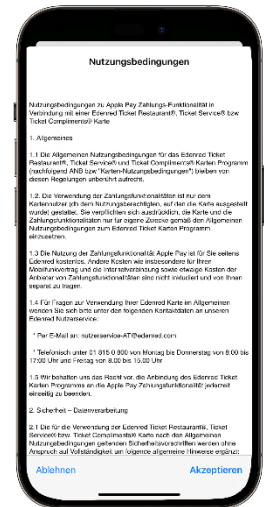 Nutzungsbedingungen
Nutzungsbedingungen zu Apple Pay Zahlungs-Funktionalität in
Verbindung mit einer Edenred Ticket Restaurant®, Ticket Service® bzw
Ticket Compliments® Karte
1. Allgemeines
1.1 Die Allgemeinen Nutzungsbedingungen für das Edenred Ticket
Restaurant®, Ticket Service® und Ticket Compliments® Karten Programm
(nachfolgend ANB bzw "Karten-Nutzungsbedingungen") bleiben von
diesen Regelungen unberührt aufrecht.
1.2. Die Verwendung der Zahlungsfunktionalitäten ist nur dem
Kartennutzer (ch dem Nutzungsberechtigten, auf den die Karte ausgestellt
wurde) gestattet. Sie verpflichten sich ausdrücklich, die Karte und die
Zahlungsfunktionalitäten nur für eigene Zwecke gemäß den Allgemeinen
Nutzungsbedingungen zum Edenred Ticket Karten Programm
einzusetzen.
1.3 Die Nutzung der Zahlungsfunktionalität Apple Pay ist für Sie seitens
Edenred kostenlos. Andere Kosten wie insbesondere für Ihren
Mobilfunkvertrag und die Internetverbindung sowie etwaige Kosten der
Anbieter von Zahlungsfunktionalitäten sind nicht inkludiert und von Ihnen
separat zu tragen.
1.4 Für Fragen zur Verwendung Ihrer Edenred Karte im Allgemeinen
wenden Sie sich bitte unter den folgenden Kontaktdaten an unseren
Edenred Nutzerservice:
* Per E-Mail an: nutzerservice-AT@edenred.com
* Telefonisch unter 01 815 0 800 von Montag bis Donnerstag von 8:00 bis
17:00 Uhr und Freitag von 8.00 bis 15.00 Uhr
1.5 Wir behalten uns das Recht vor, die Anbindung des Edenred Ticket
Karten Programms an die Apple Pay Zahlungsfunktionalität jederzeit
einseitig zu beenden.
2. Sicherheit – Datenverarbeitung
2.1 Die für die Verwendung der Edenred Ticket Restaurant®, Ticket
Service® bzw. Ticket Compliments® Karte nach den Allgemeinen
Nutzungsbedingungen geltenden Sicherheitsvorschriften werden ohne
Anspruch auf Vollständigkeit um folgende allgemeine Hinweise ergänzt:
Ablehnen
Akzeptieren